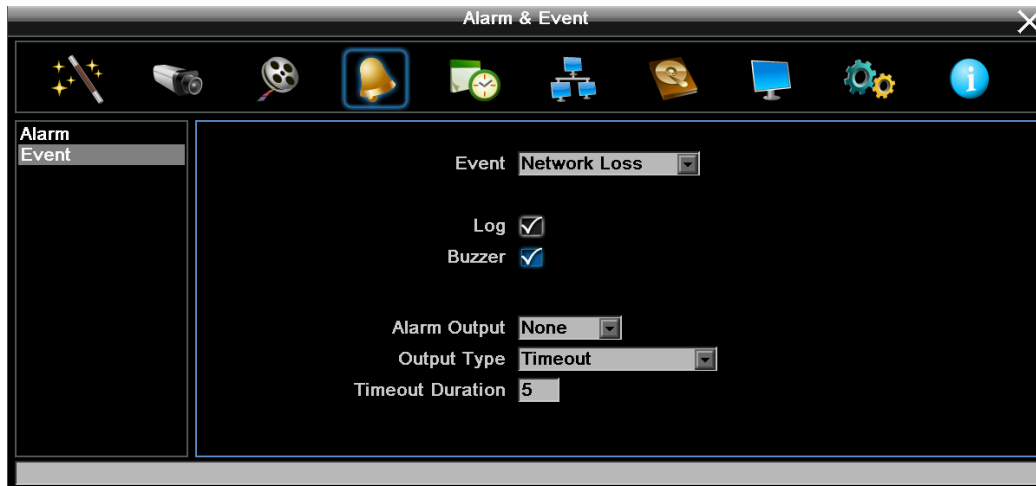 Alarm & Event
Alarm
Event
Event Network Loss
Log
Buzzer
Alarm Output None
Output Type Timeout
Timeout Duration 5